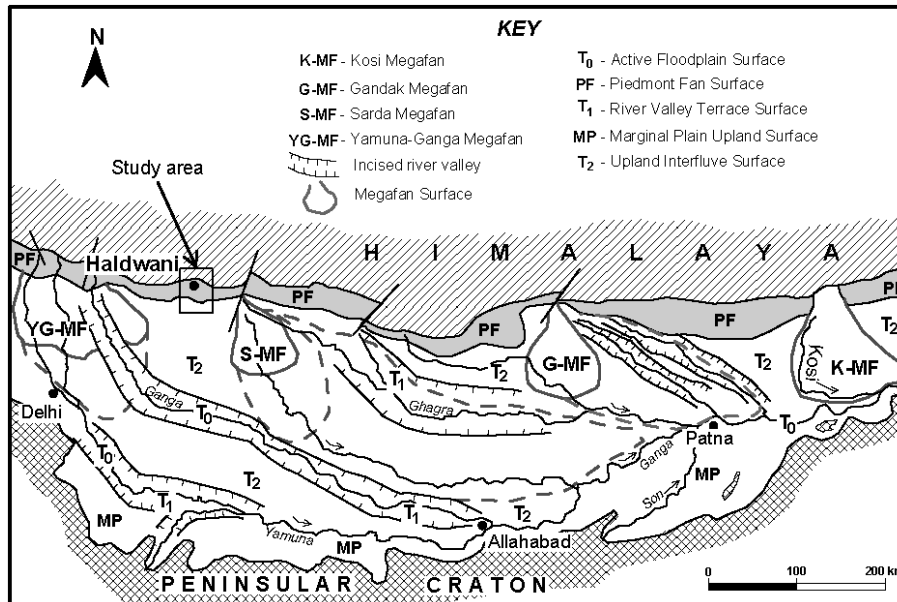 N
KEY
K-MF - Kosi Megafan
G-MF - Gandak Megafan
S-MF - Sarda Megafan
YG-MF - Yamuna-Ganga Megafan
Incised river valley
Megafan Surface
T0 - Active Floodplain Surface
PF - Piedmont Fan Surface
T1 - River Valley Terrace Surface
MP - Marginal Plain Upland Surface
T2 - Upland Interfluve Surface
Study area
H I M A L A Y A
PF
Haldwani
PF
PF
PF
PF
YG-MF
T2
S-MF
T1
T2
G-MF
T2
Kosi
K-MF
T2
Delhi
Ganga
T0
Ghagra
Patna
T0
T0
T2
Ganga
MP
T1
T1
T2
Son
MP
Yamuna
MP
Allahabad
PENINSULAR CRATON
0 100 200 km